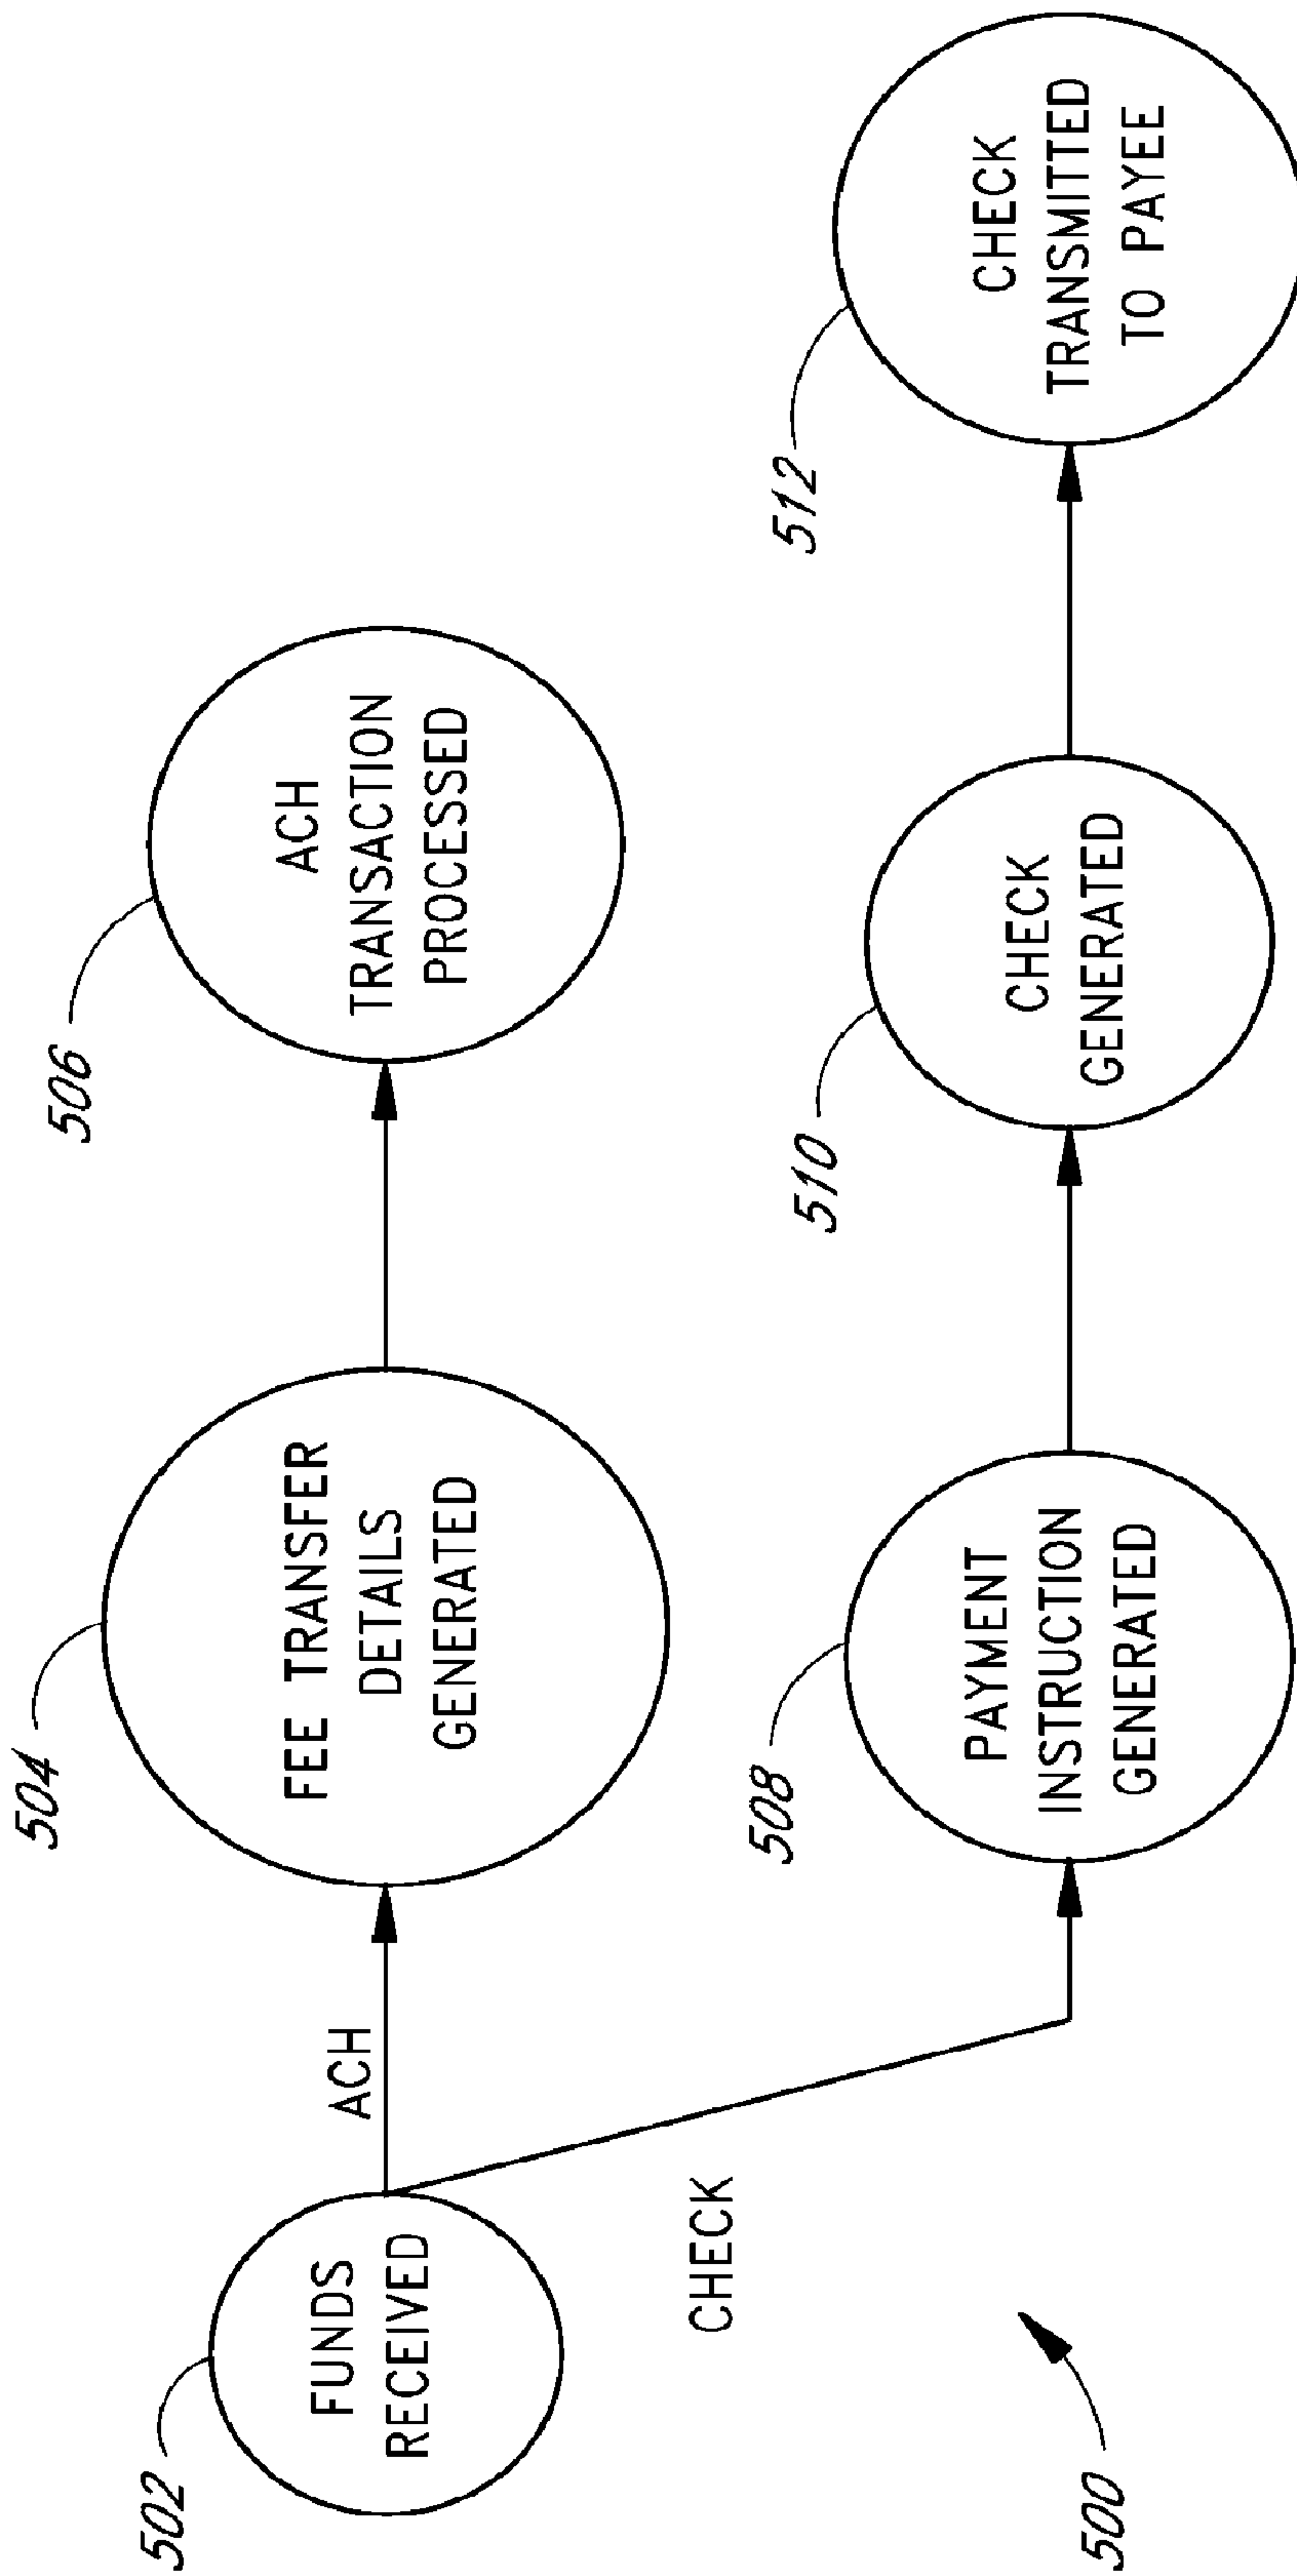 502
FUNDS
RECEIVED
ACH
504
FEE TRANSFER
DETAILS
GENERATED
506
ACH
TRANSACTION
PROCESSED
CHECK
508
PAYMENT
INSTRUCTION
GENERATED
510
CHECK
GENERATED
512
CHECK
TRANSMITTED
TO PAYEE
500